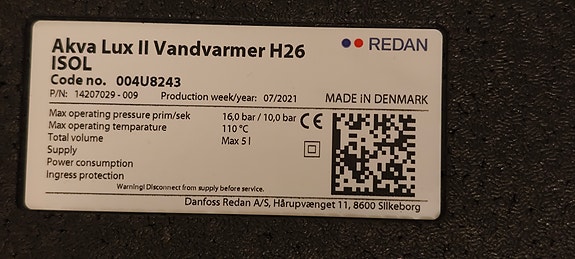 Akva Lux II Vandvarmer H26
ISOL
REDAN
Code no. 004U8243
P/N: 14207029 - 009 Production week/year: 07/2021 MADE IN DENMARK
Max operating pressure prim/sek 16,0 bar / 10,0 bar CE
Max operating temparature 110 °C
Total volume Max 5 l
Supply
Power consumption
Ingress protection
Warning! Disconnect from supply before service.
Danfoss Redan A/S, Hårupvænget 11, 8600 Silkeborg